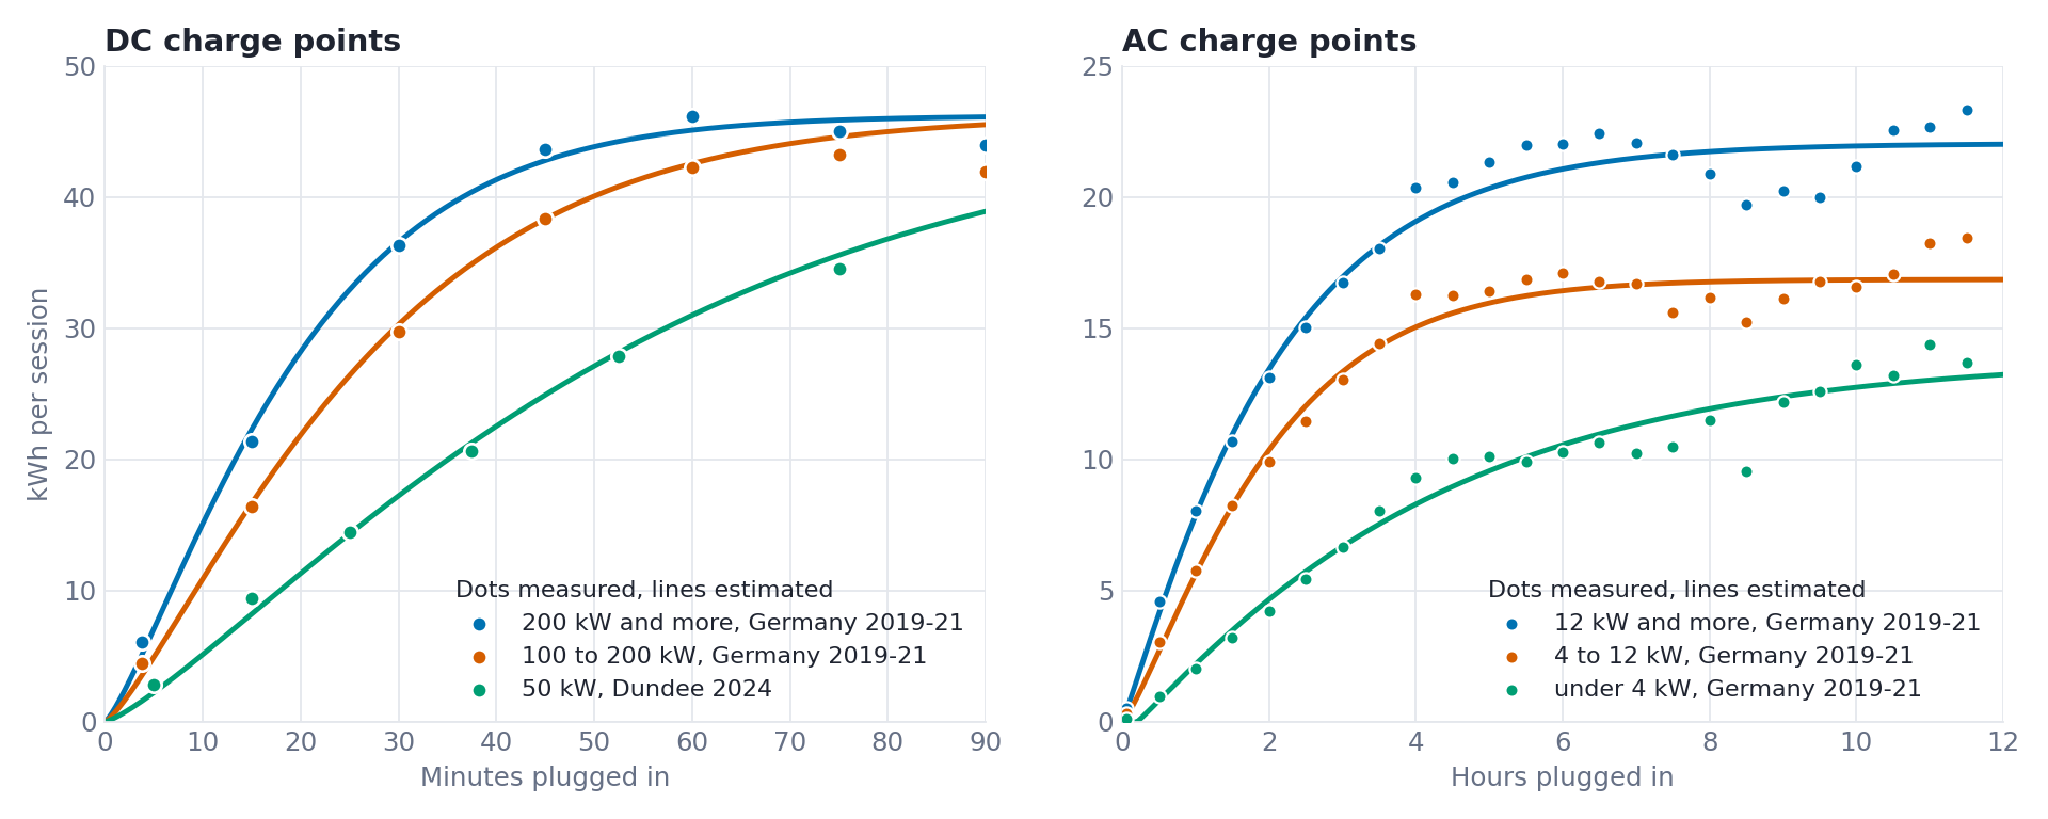 DC charge points
50
40
30
20
10
0
kWh per session
0 10 20 30 40 50 60 70 80 90
Minutes plugged in
Dots measured, lines estimated
200 kW and more, Germany 2019-21
100 to 200 kW, Germany 2019-21
50 kW, Dundee 2024
AC charge points
25
20
15
10
5
0
0 2 4 6 8 10 12
Hours plugged in
Dots measured, lines estimated
12 kW and more, Germany 2019-21
4 to 12 kW, Germany 2019-21
under 4 kW, Germany 2019-21